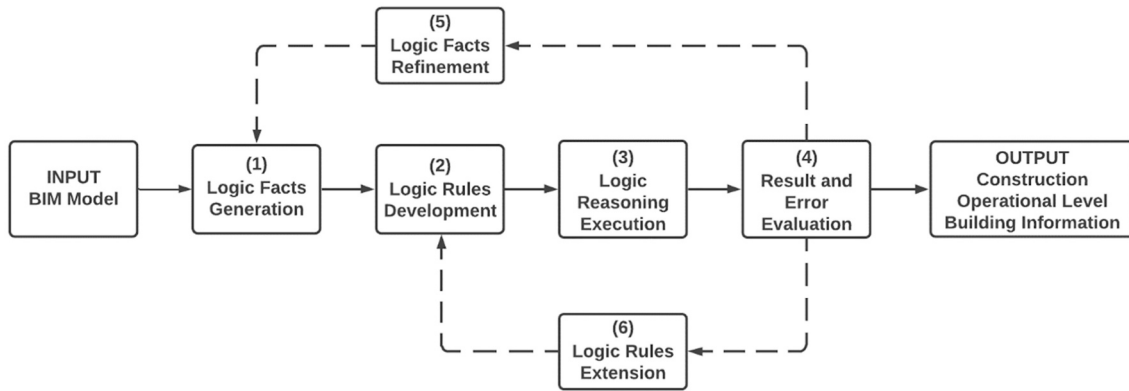 (5)
Logic Facts
Refinement
INPUT
BIM Model
(1)
Logic Facts
Generation
(2)
Logic Rules
Development
(3)
Logic
Reasoning
Execution
(4)
Result and
Error
Evaluation
OUTPUT
Construction
Operational Level
Building Information
(6)
Logic Rules
Extension